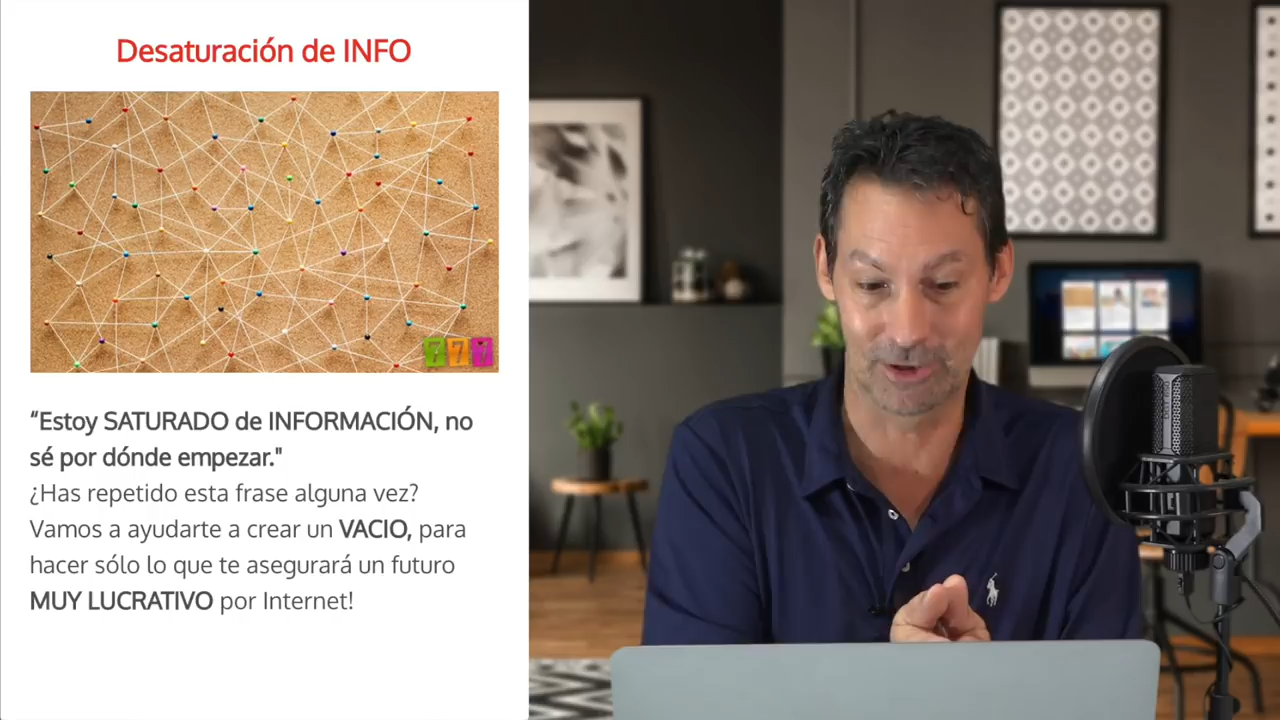 Desaturación de INFO
777
“Estoy SATURADO de INFORMACIÓN, no
sé por dónde empezar."
¿Has repetido esta frase alguna vez?
Vamos a ayudarte a crear un VACIO, para
hacer sólo lo que te asegurará un futuro
MUY LUCRATIVO por Internet!